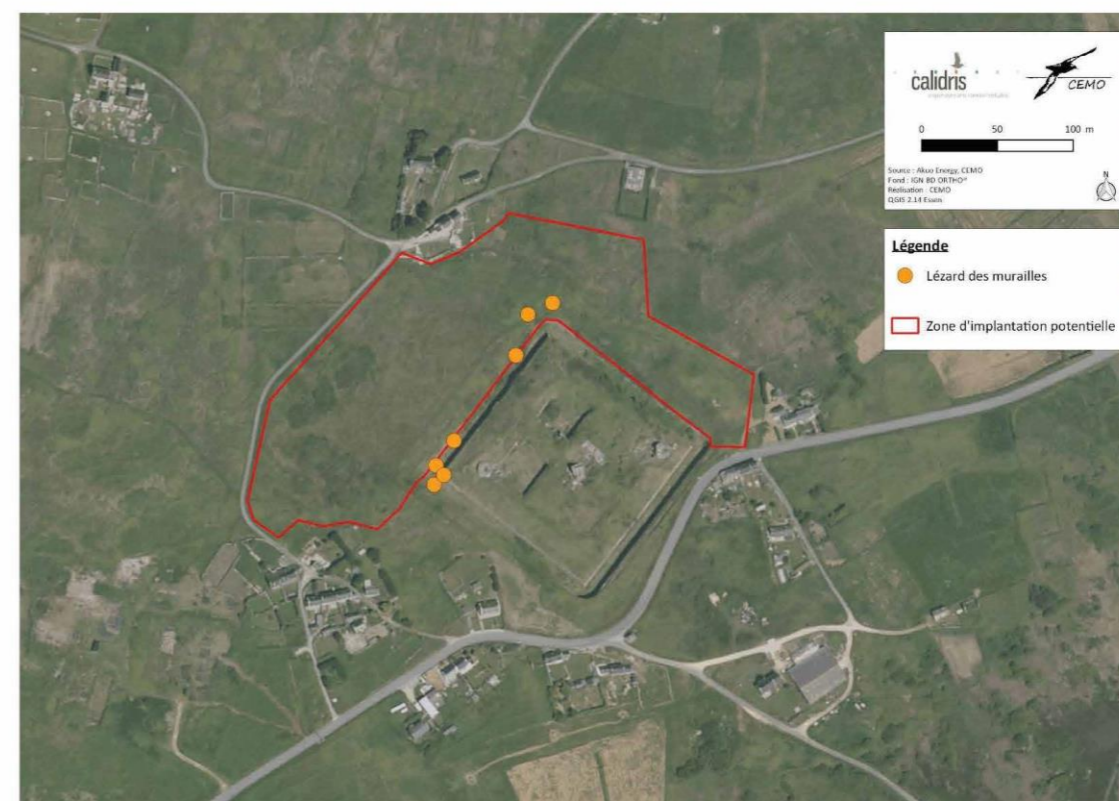 calidris
CEMO
0 50 100 m
Source : Akuo Energy, CEMO
Fond : IGN BD ORTHO®
Réalisation : CEMO
QGIS 2.14 Essen
N
Légende
Lézard des murailles
Zone d'implantation potentielle